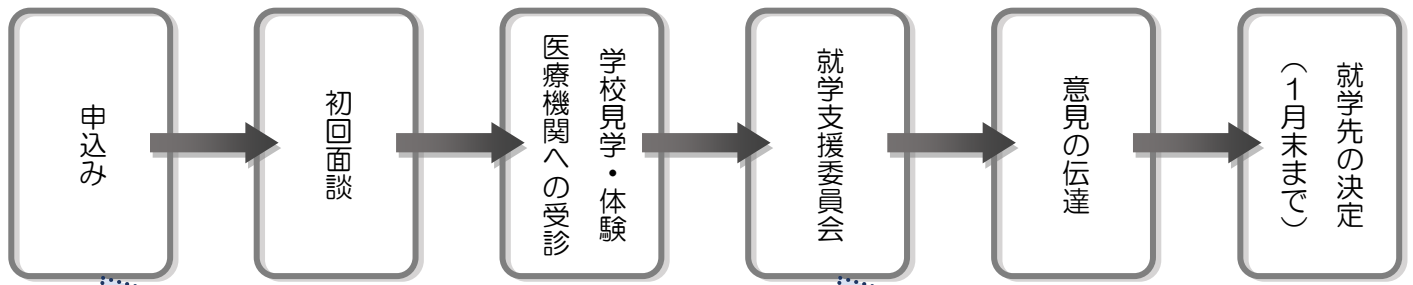 申込み
初回面談
学校見学・体験
医療機関への受診
就学支援委員会
意見の伝達
就学先の決定
（１月末まで）